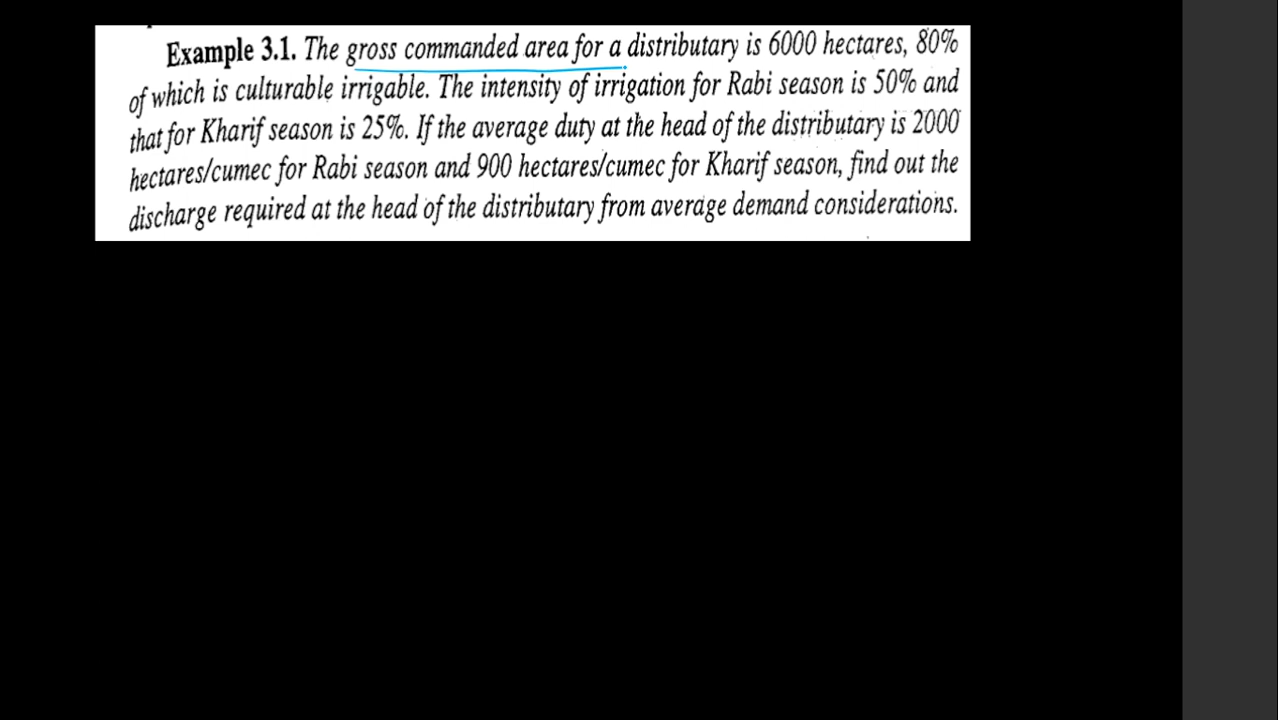 Example 3.1. The gross commanded area for a distributary is 6000 hectares, 80%
of which is culturable irrigable. The intensity of irrigation for Rabi season is 50% and
that for Kharif season is 25%. If the average duty at the head of the distributary is 2000
hectares/cumec for Rabi season and 900 hectares/cumec for Kharif season, find out the
discharge required at the head of the distributary from average demand considerations.